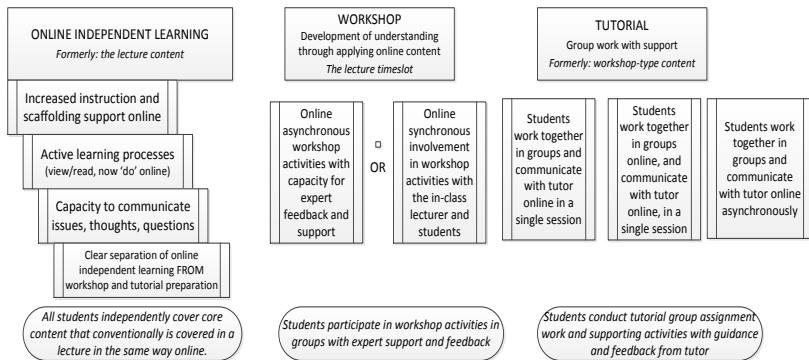 ONLINE INDEPENDENT LEARNING
Formerly: the lecture content
Increased instruction and
scaffolding support online
Active learning processes
(view/read, now ‘do’ online)
Capacity to communicate
issues, thoughts, questions
Clear separation of online
independent learning FROM
workshop and tutorial preparation
All students independently cover core
content that conventionally is covered in a
lecture in the same way online.
WORKSHOP
Development of understanding
through applying online content
The lecture timeslot
Online
asynchronous
workshop
activities with
capacity for
expert
feedback and
support
OR
Online
synchronous
involvement
in workshop
activities with
the in-class
lecturer and
students
Students participate in workshop activities in
groups with expert support and feedback
TUTORIAL
Group work with support
Formerly: workshop-type content
Students
work together
in groups and
communicate
with tutor
online in a
single session
Students
work together
in groups
online, and
communicate
with tutor
online, in a
single session
Students work
together in
groups and
communicate
with tutor online
asynchronously
Students conduct tutorial group assignment
work and supporting activities with guidance
and feedback from tutor